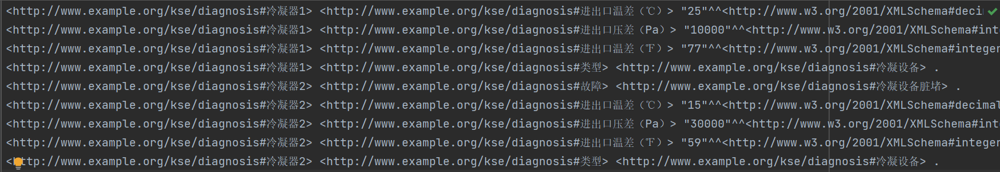 <http://www.example.org/kse/diagnosis#冷凝器1> <http://www.example.org/kse/diagnosis#进出口温差（℃）> "25"^^<http://www.w3.org/2001/XMLSchema#deci
<http://www.example.org/kse/diagnosis#冷凝器1> <http://www.example.org/kse/diagnosis#进出口压差（Pa）> "10000"^^<http://www.w3.org/2001/XMLSchema#int
<http://www.example.org/kse/diagnosis#冷凝器1> <http://www.example.org/kse/diagnosis#进出口温差（℉）> "77"^^<http://www.w3.org/2001/XMLSchema#integer
<http://www.example.org/kse/diagnosis#冷凝器1> <http://www.example.org/kse/diagnosis#类型> <http://www.example.org/kse/diagnosis#冷凝设备> .
<http://www.example.org/kse/diagnosis#冷凝器2> <http://www.example.org/kse/diagnosis#故障> <http://www.example.org/kse/diagnosis#冷凝设备脏堵> .
<http://www.example.org/kse/diagnosis#冷凝器2> <http://www.example.org/kse/diagnosis#进出口温差（℃）> "15"^^<http://www.w3.org/2001/XMLSchema#decimal
<http://www.example.org/kse/diagnosis#冷凝器2> <http://www.example.org/kse/diagnosis#进出口压差（Pa）> "30000"^^<http://www.w3.org/2001/XMLSchema#int
<http://www.example.org/kse/diagnosis#冷凝器2> <http://www.example.org/kse/diagnosis#进出口温差（℉）> "59"^^<http://www.w3.org/2001/XMLSchema#integer
<http://www.example.org/kse/diagnosis#冷凝器2> <http://www.example.org/kse/diagnosis#类型> <http://www.example.org/kse/diagnosis#冷凝设备> .